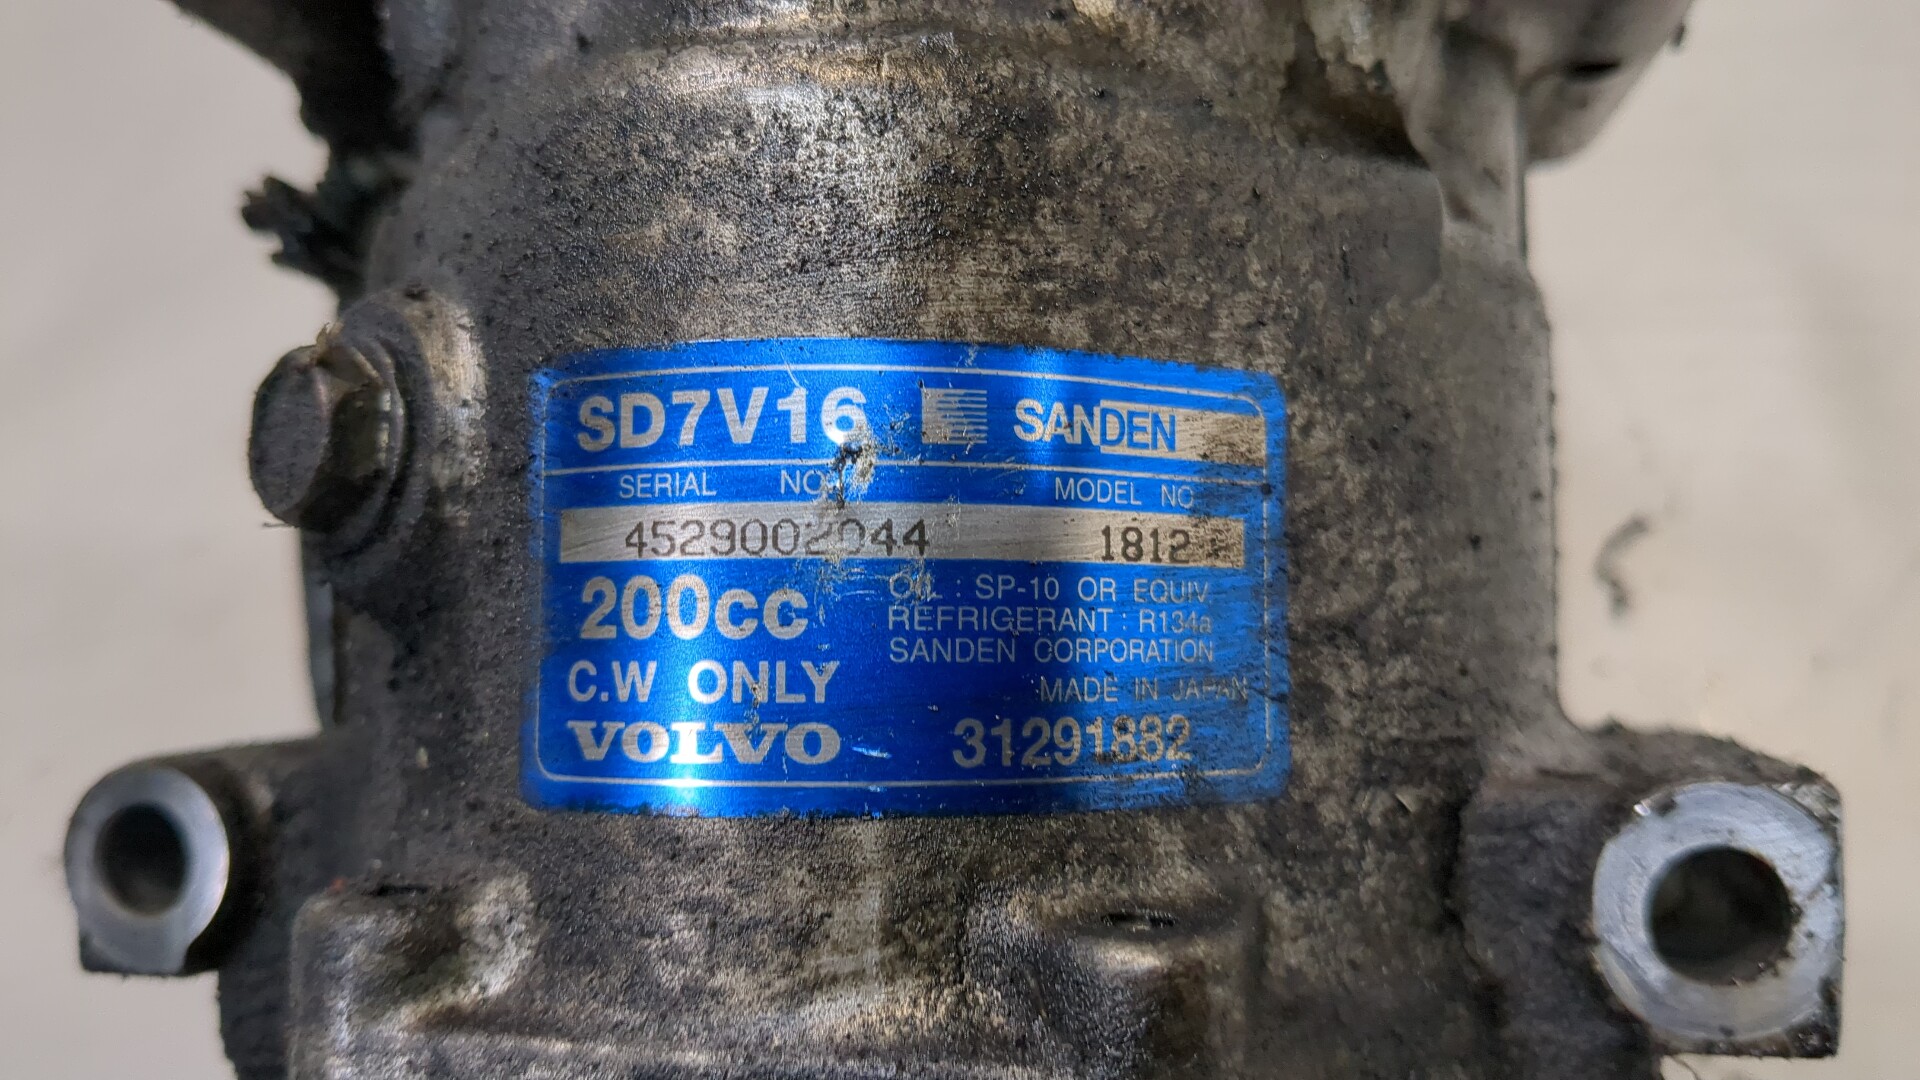 SD7V16 SANDEN
SERIAL NO. MODEL NO
4529002044 1812
200cc
OIL : SP-10 OR EQUIV.
REFRIGERANT : R134a
SANDEN CORPORATION
C.W ONLY
MADE IN JAPAN
VOLVO 31291882